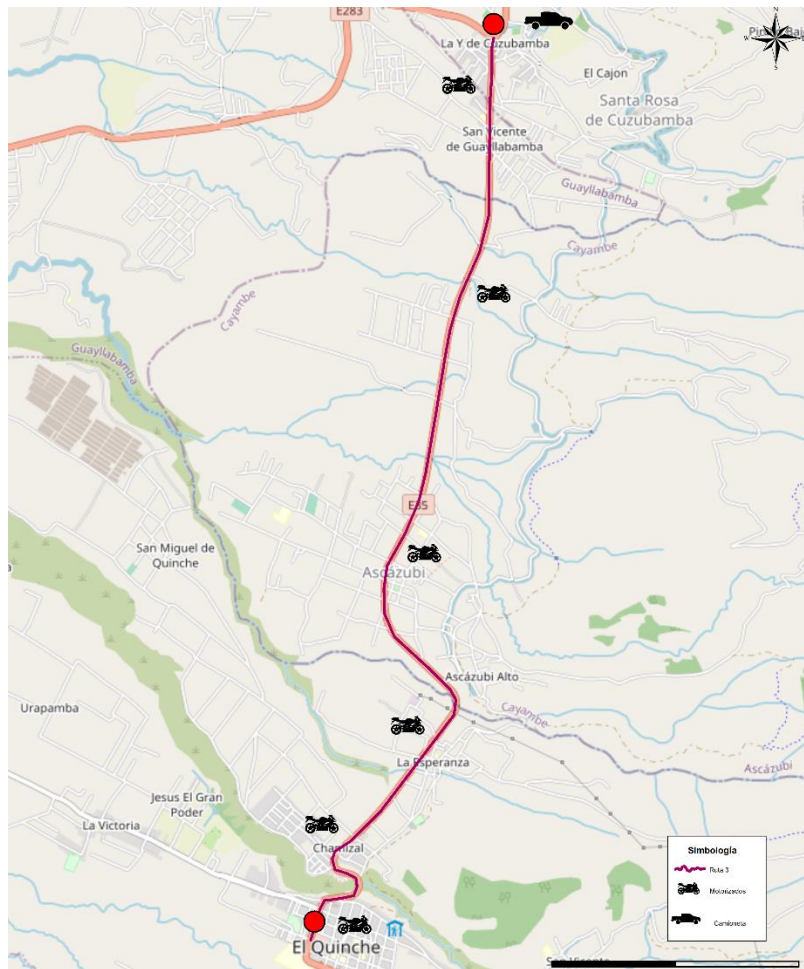 E283
N
W
E
S
La Y de Cuzubamba
El Cajon
Santa Rosa
de Cuzubamba
San Vicente
de Guayllabamba
Guayllabamba
Cayambe
Cayambe
Guayllabamba
E35
San Miguel de
Quinche
Ascázubi
Ascázubi Alto
Cayambe
Urapamba
La Esperanza
Ascázubi
Jesus El Gran
Poder
La Victoria
Chamizal
Simbología
Ruta 3
Motorizados
Camioneta
El Quinche
San Vicente